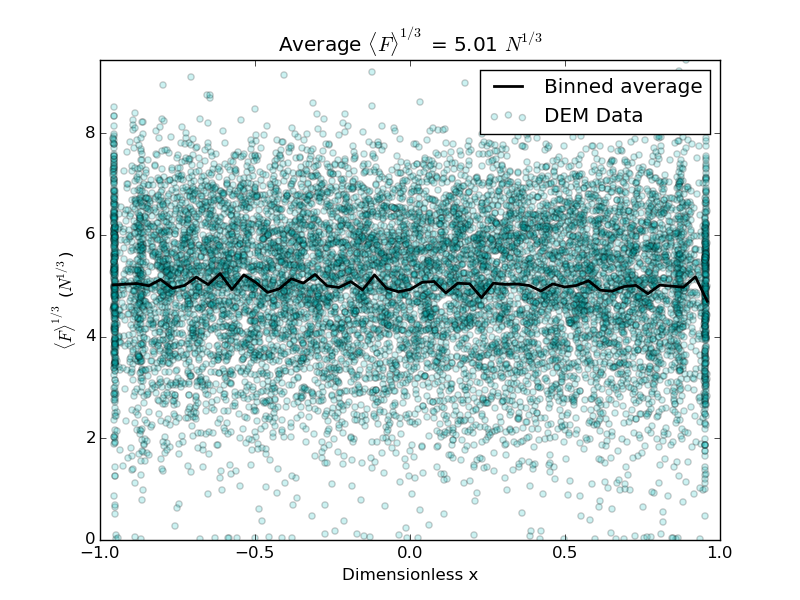 Average ⟨F⟩^{1/3} = 5.01 N^{1/3}
Binned average
DEM Data
⟨F⟩^{1/3} (N^{1/3})
8
6
4
2
0
−1.0 −0.5 0.0 0.5 1.0
Dimensionless x